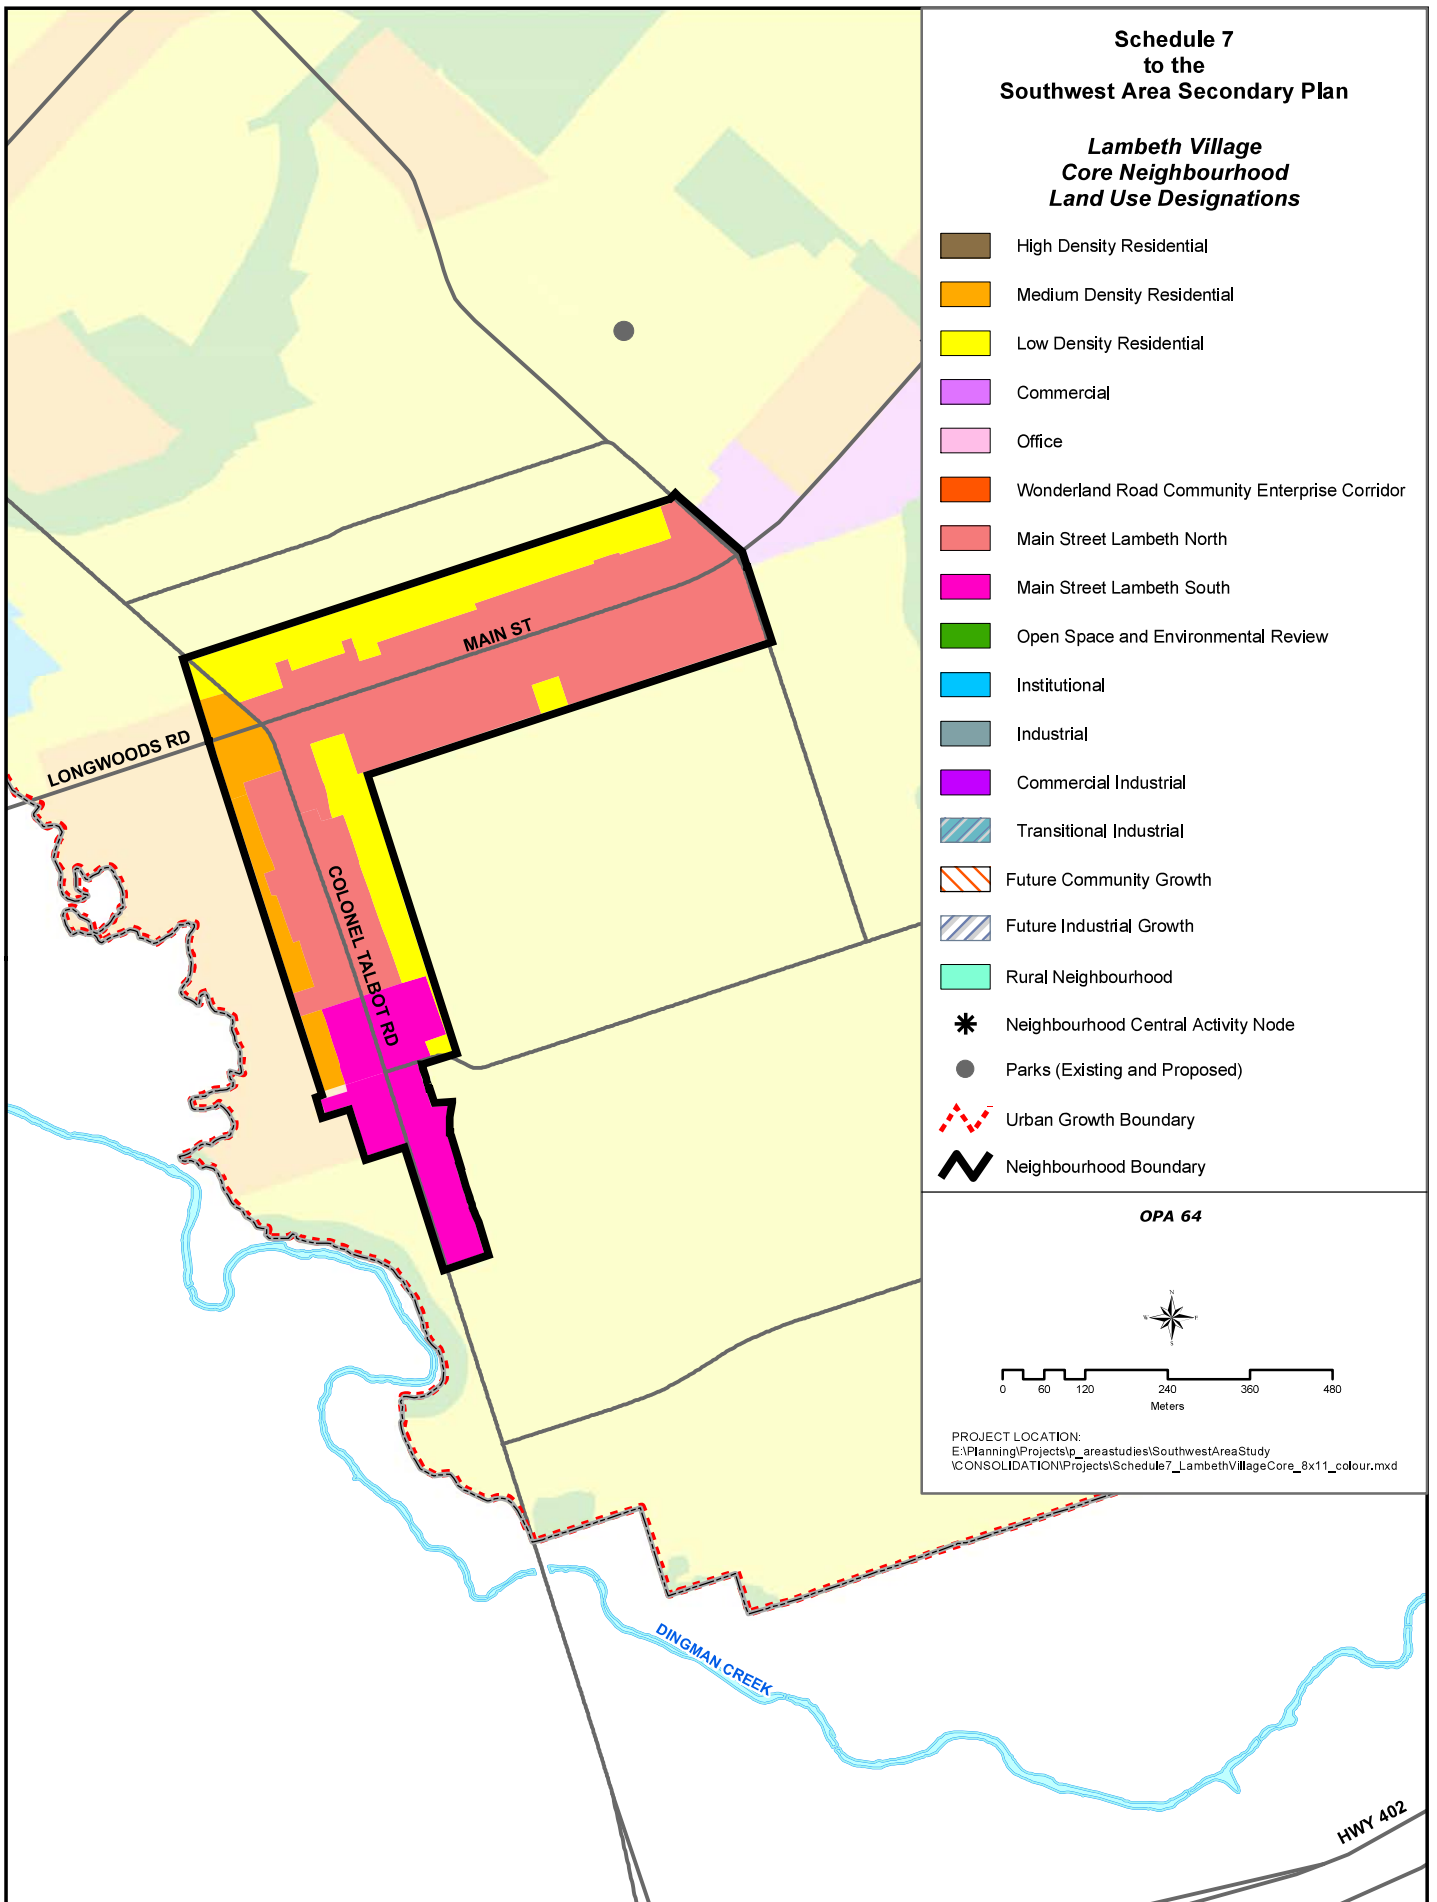 Schedule 7
to the
Southwest Area Secondary Plan
Lambeth Village
Core Neighbourhood
Land Use Designations
High Density Residential
Medium Density Residential
Low Density Residential
Commercial
Office
Wonderland Road Community Enterprise Corridor
Main Street Lambeth North
Main Street Lambeth South
Open Space and Environmental Review
Institutional
Industrial
Commercial Industrial
Transitional Industrial
Future Community Growth
Future Industrial Growth
Rural Neighbourhood
Neighbourhood Central Activity Node
Parks (Existing and Proposed)
Urban Growth Boundary
Neighbourhood Boundary
OPA 64
N
W E
S
0 60 120 240 360 480
Meters
PROJECT LOCATION:
E:\Planning\Projects\p_areastudies\SouthwestAreaStudy
\CONSOLIDATION\Projects\Schedule7_LambethVillageCore_8x11_colour.mxd
MAIN ST
LONGWOODS RD
COLONEL TALBOT RD
DINGMAN CREEK
HWY 402